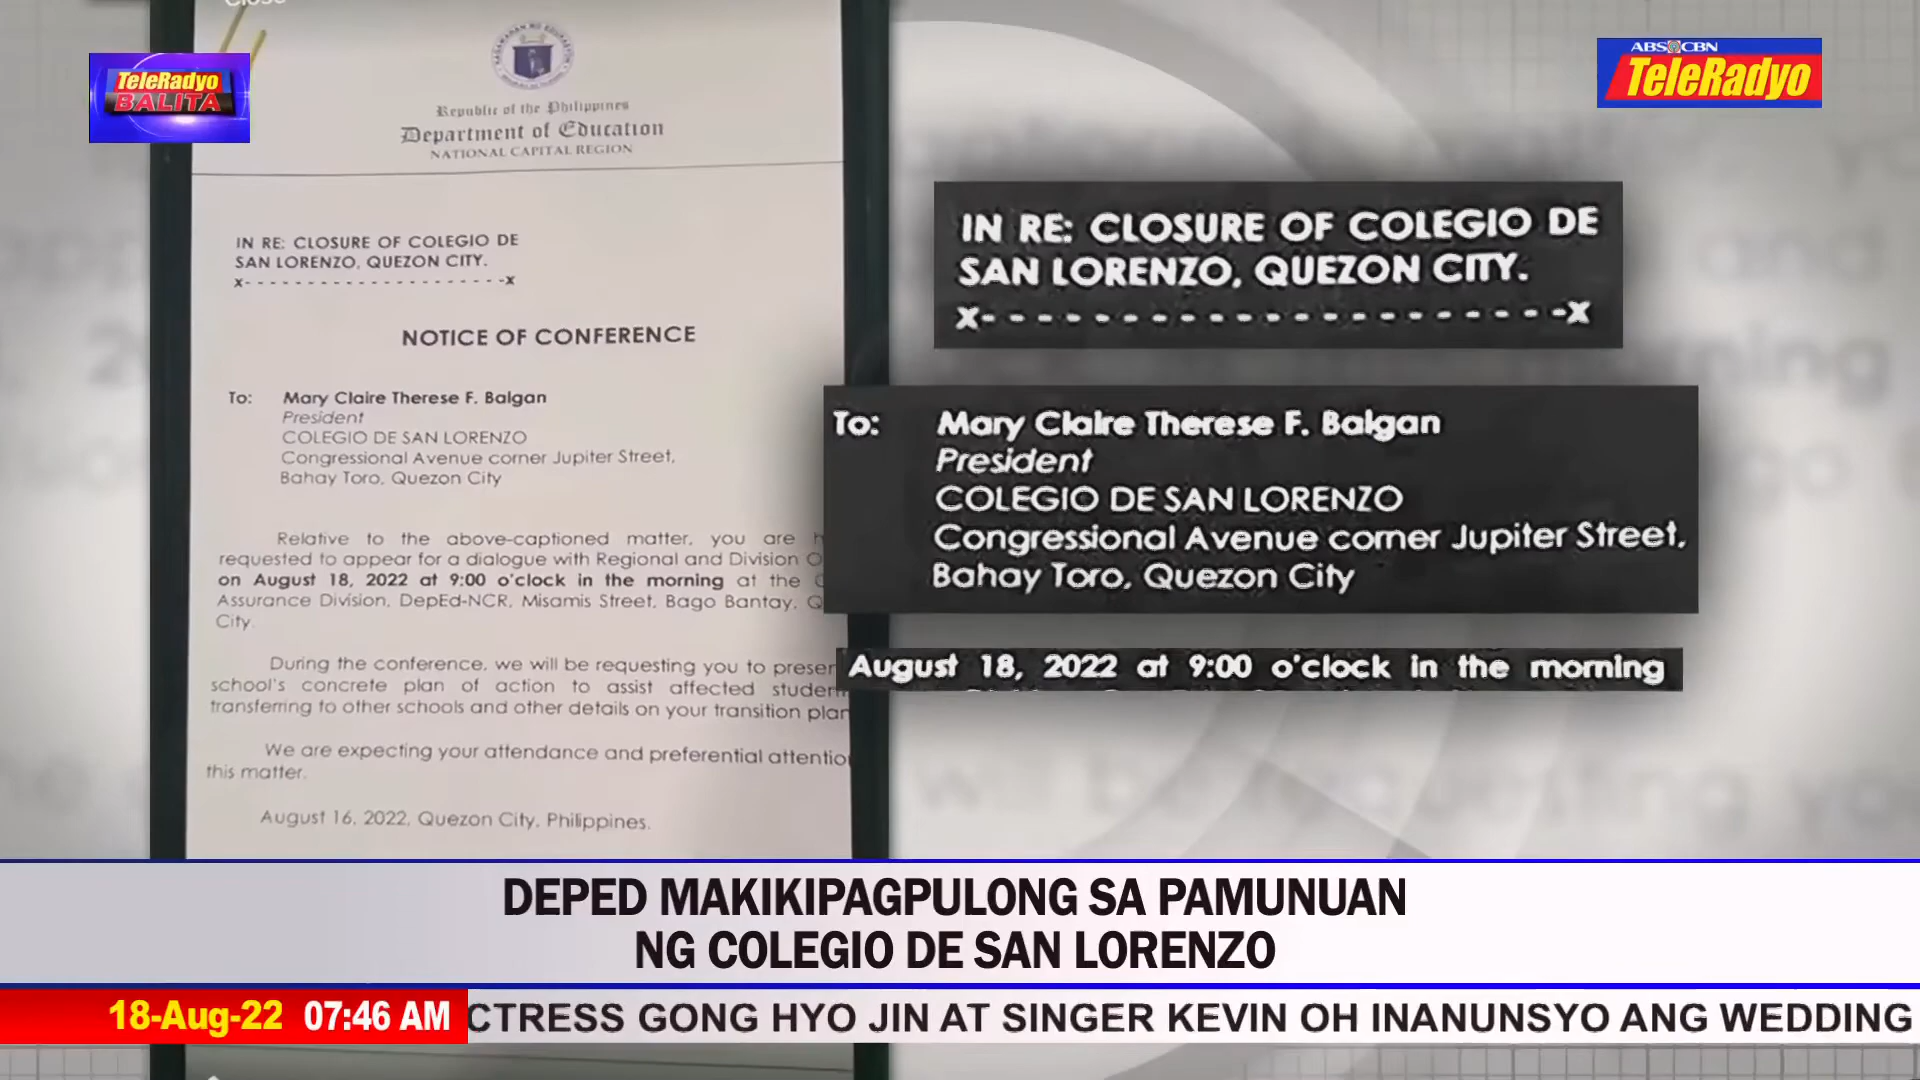 TeleRadyo
BALITA
ABS-CBN
TeleRadyo
Republic of the Philippines
Department of Education
NATIONAL CAPITAL REGION
IN RE: CLOSURE OF COLEGIO DE
SAN LORENZO, QUEZON CITY.
x- - - - - - - - - - - - - - - - - - - - -x
NOTICE OF CONFERENCE
To: Mary Claire Therese F. Balgan
President
COLEGIO DE SAN LORENZO
Congressional Avenue corner Jupiter Street,
Bahay Toro, Quezon City
Relative to the above-captioned matter, you are
requested to appear for a dialogue with Regional and Division
on August 18, 2022 at 9:00 o'clock in the morning at the
Assurance Division, DepEd-NCR, Misamis Street, Bago Bantay,
City.
During the conference, we will be requesting you to
school's concrete plan of action to assist affected
transferring to other schools and other details on your transition plan
We are expecting your attendance and preferential
this matter.
August 16, 2022, Quezon City, Philippines.
IN RE: CLOSURE OF COLEGIO DE
SAN LORENZO, QUEZON CITY.
x- - - - - - - - - - - - - - - - - - - - -x
To: Mary Claire Therese F. Balgan
President
COLEGIO DE SAN LORENZO
Congressional Avenue corner Jupiter Street,
Bahay Toro, Quezon City
August 18, 2022 at 9:00 o'clock in the morning
DEPED MAKIKIPAGPULONG SA PAMUNUAN
NG COLEGIO DE SAN LORENZO
18-Aug-22 07:46 AM CTRESS GONG HYO JIN AT SINGER KEVIN OH INANUNSYO ANG WEDDING